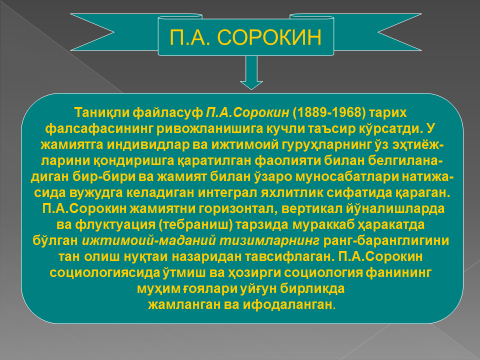 П.А. СОРОКИН
Таниқли файласуф П.А.Сорокин (1889-1968) тарих
фалсафасининг ривожланишига кучли таъсир кўрсатди. У
жамиятга индивидлар ва ижтимоий гуруҳларнинг ўз эҳтиёж-
ларини қондиришга қаратилган фаолияти билан белгилана-
диган бир-бири ва жамият билан ўзаро муносабатлари натижа-
сида вужудга келадиган интеграл яхлитлик сифатида қараган.
П.А.Сорокин жамиятни горизонтал, вертикал йўналишларда
ва флуктуация (тебраниш) тарзида мураккаб ҳаракатда
бўлган ижтимоий-маданий тизимларнинг ранг-баранглигини
тан олиш нуқтаи назаридан тавсифлаган. П.А.Сорокин
социологиясида ўтмиш ва ҳозирги социология фанининг
муҳим ғоялари уйғун бирликда
жамланган ва ифодаланган.